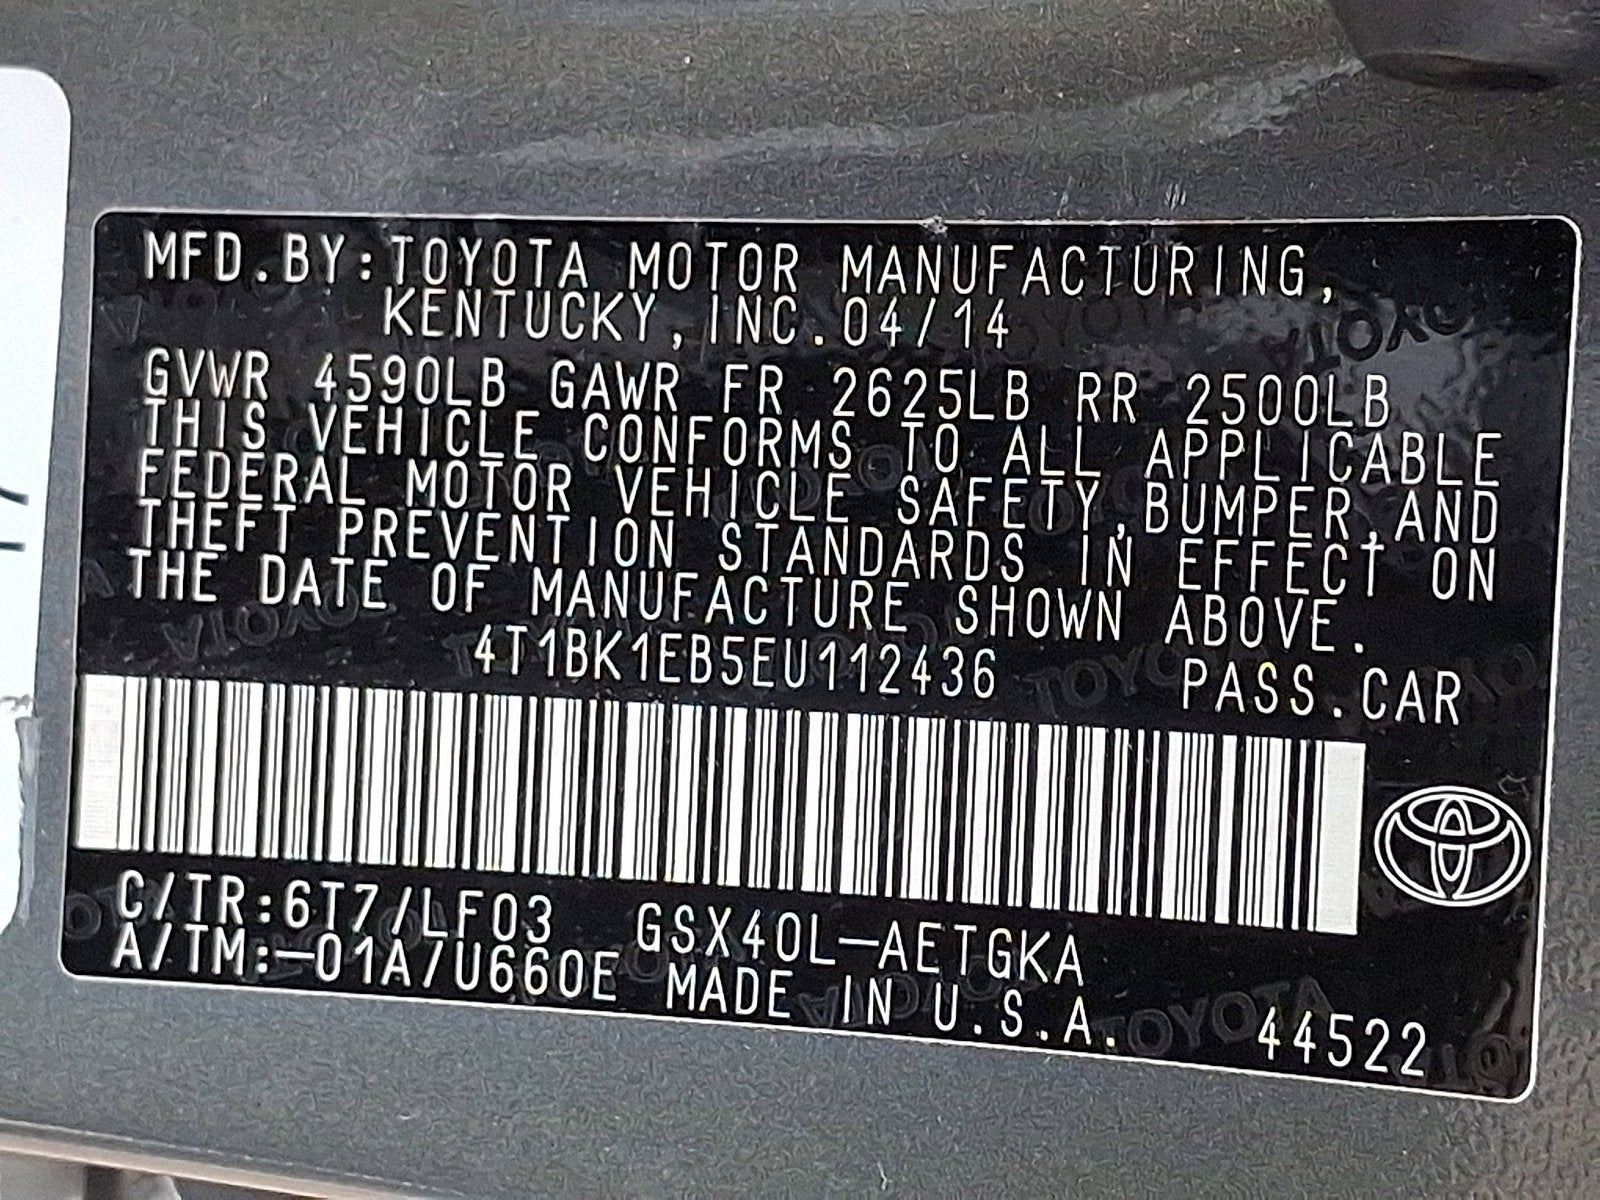 MFD.BY:TOYOTA MOTOR MANUFACTURING,
KENTUCKY,INC.04/14
GVWR 4590LB GAWR FR 2625LB RR 2500LB
THIS VEHICLE CONFORMS TO ALL APPLICABLE
FEDERAL MOTOR VEHICLE SAFETY,BUMPER,AND
THEFT PREVENTION STANDARDS IN EFFECT ON
THE DATE OF MANUFACTURE SHOWN ABOVE.
4T1BK1EB5EU112436 PASS.CAR
C/TR:6T7/LF03 GSX40L-AETGKA
A/TM:-01A/U660E MADE IN U.S.A. 44522